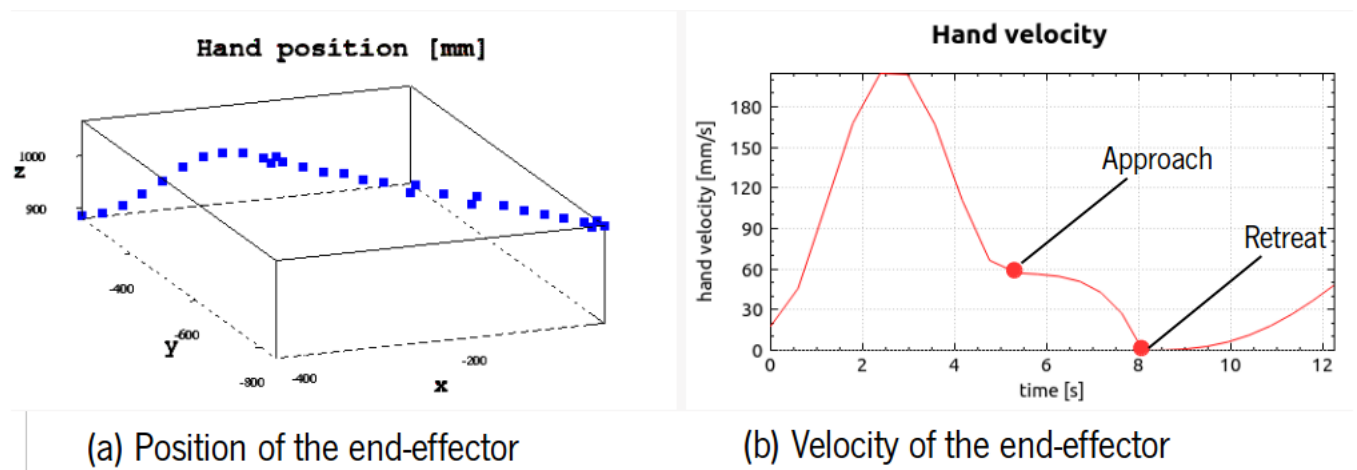 Hand position [mm]
z
1000
900
-400
-600
y
-800
-400
-200
x
(a) Position of the end-effector
Hand velocity
hand velocity [mm/s]
180
150
120
90
60
30
0
Approach
Retreat
0 2 4 6 8 10 12
time [s]
(b) Velocity of the end-effector